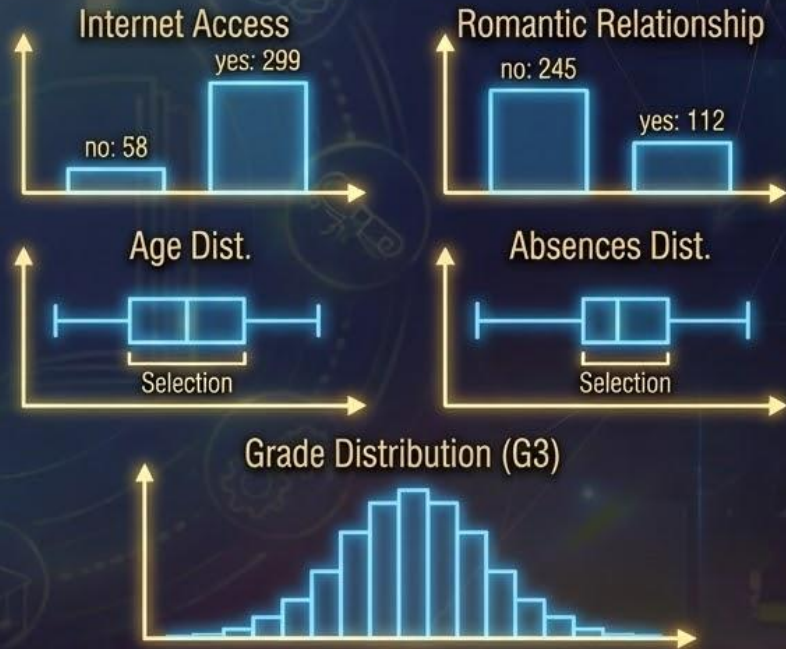 Internet Access
yes: 299
no: 58
Romantic Relationship
no: 245
yes: 112
Age Dist.
Selection
Absences Dist.
Selection
Grade Distribution (G3)